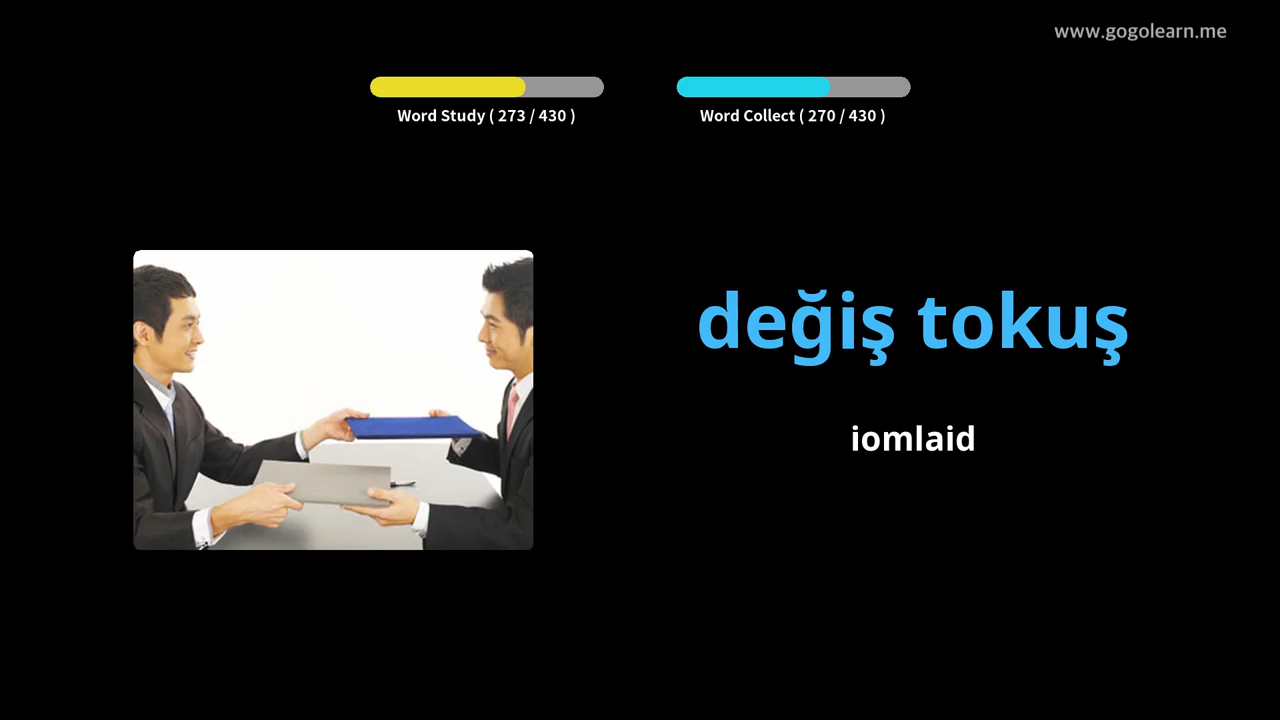 www.gogolearn.me
Word Study ( 273 / 430 )
Word Collect ( 270 / 430 )
değiş tokuş
iomlaid